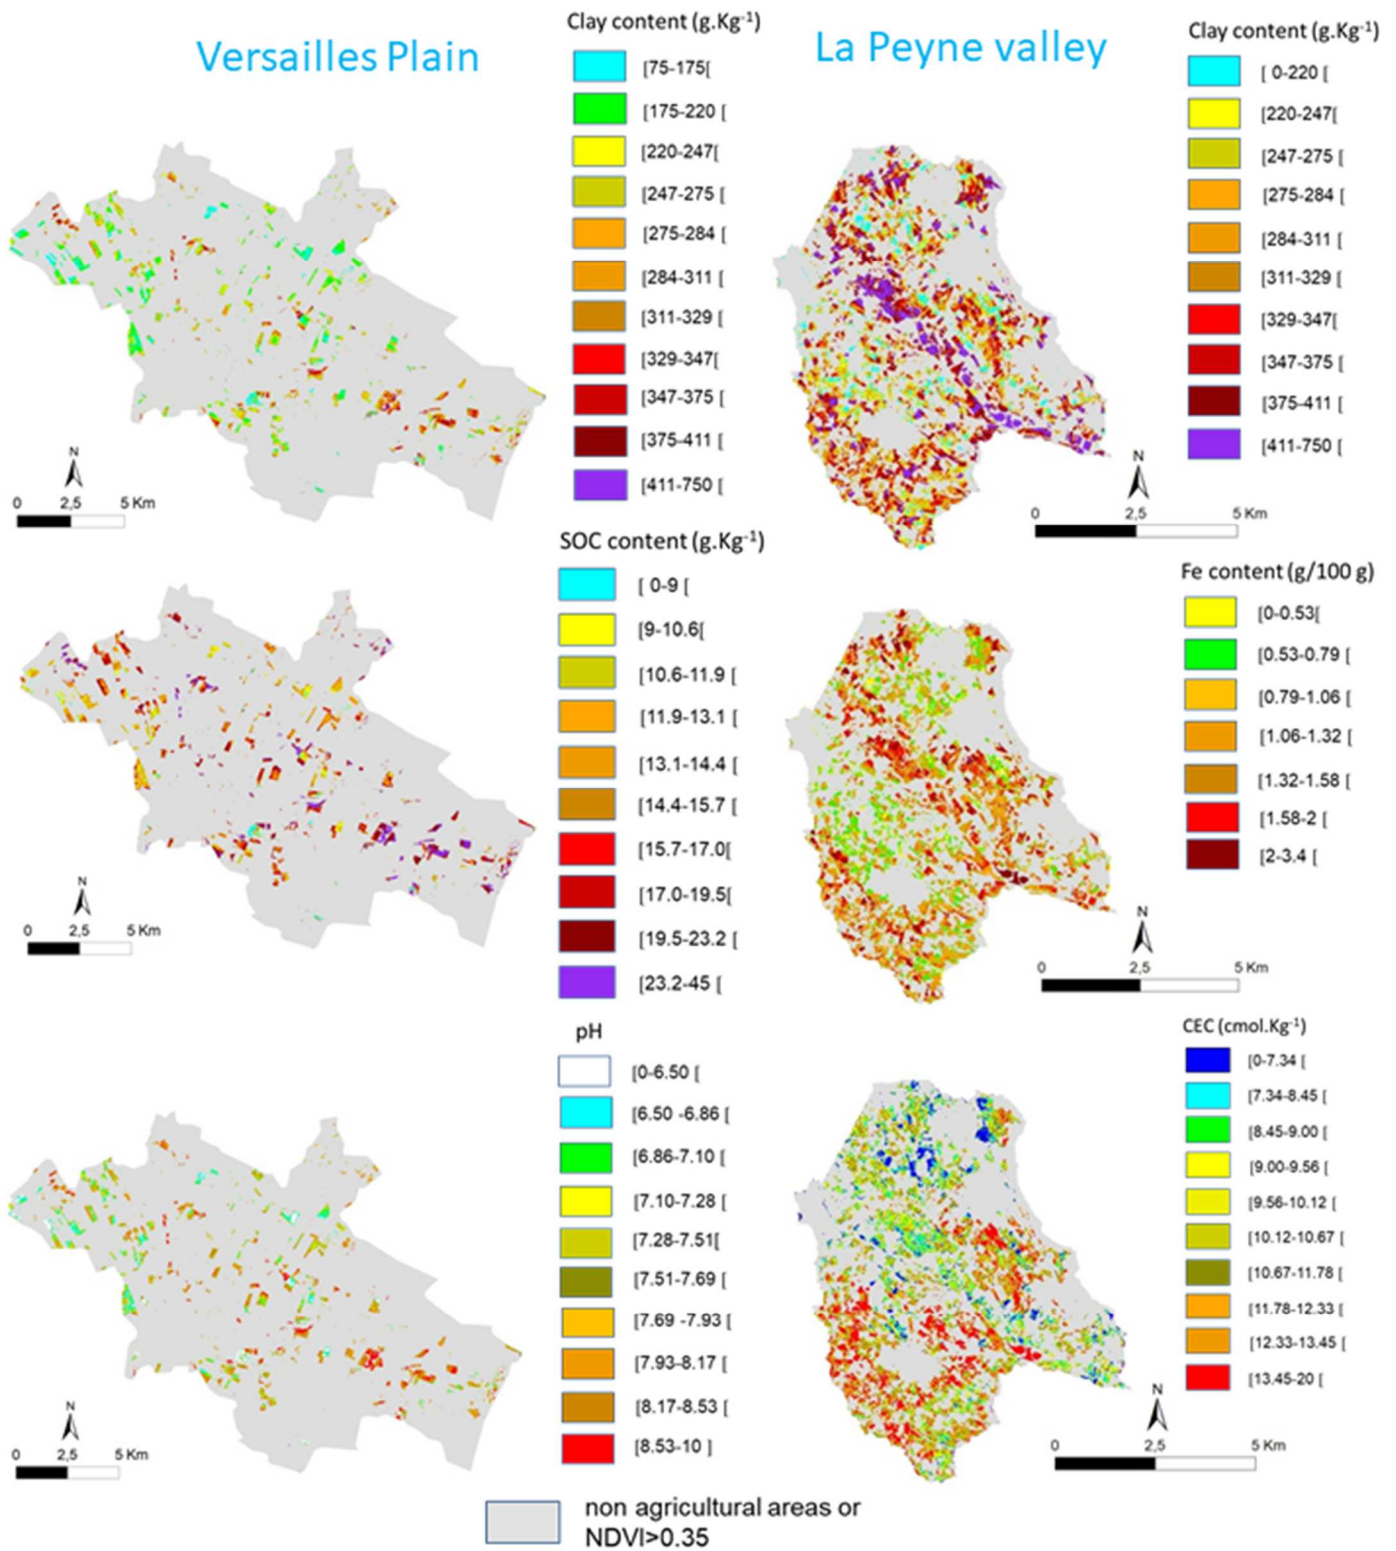 Versailles Plain
Clay content (g.Kg-1)
[75-175[
[175-220 [
[220-247[
[247-275 [
[275-284 [
[284-311 [
[311-329 [
[329-347[
[347-375 [
[375-411 [
[411-750 [
N
0 2,5 5 Km
La Peyne valley
Clay content (g.Kg-1)
[ 0-220 [
[220-247[
[247-275 [
[275-284 [
[284-311 [
[311-329 [
[329-347[
[347-375 [
[375-411 [
[411-750 [
N
0 2,5 5 Km
SOC content (g.Kg-1)
[ 0-9 [
[9-10.6[
[10.6-11.9 [
[11.9-13.1 [
[13.1-14.4 [
[14.4-15.7 [
[15.7-17.0[
[17.0-19.5[
[19.5-23.2 [
[23.2-45 [
N
0 2,5 5 Km
Fe content (g/100 g)
[0-0.53[
[0.53-0.79 [
[0.79-1.06 [
[1.06-1.32 [
[1.32-1.58 [
[1.58-2 [
[2-3.4 [
N
0 2,5 5 Km
pH
[0-6.50 [
[6.50 -6.86 [
[6.86-7.10 [
[7.10-7.28 [
[7.28-7.51[
[7.51-7.69 [
[7.69 -7.93 [
[7.93-8.17 [
[8.17-8.53 [
[8.53-10 ]
N
0 2,5 5 Km
CEC (cmol.Kg-1)
[0-7.34 [
[7.34-8.45 [
[8.45-9.00 [
[9.00-9.56 [
[9.56-10.12 [
[10.12-10.67 [
[10.67-11.78 [
[11.78-12.33 [
[12.33-13.45 [
[13.45-20 [
N
0 2,5 5 Km
non agricultural areas or
NDVI>0.35